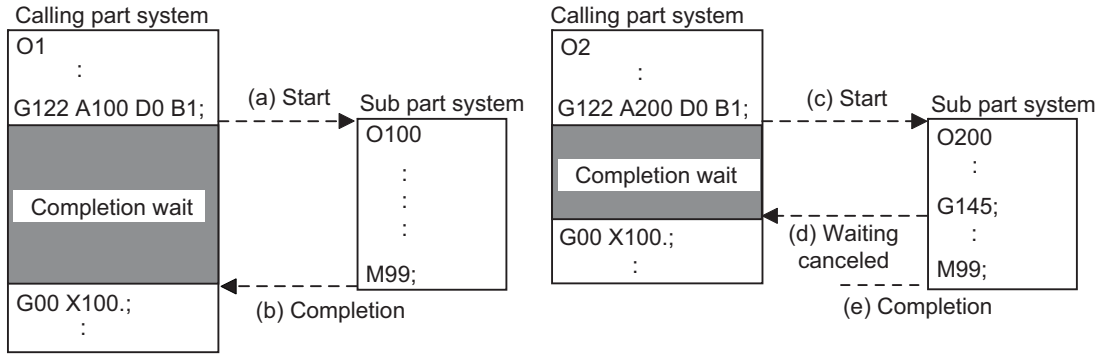 Calling part system
O1
:
G122 A100 D0 B1;
Completion wait
G00 X100.;
:
(a) Start
Sub part system
O100
:
:
:
:
M99;
(b) Completion
Calling part system
O2
:
G122 A200 D0 B1;
Completion wait
G00 X100.;
:
(c) Start
Sub part system
O200
:
G145;
:
M99;
(d) Waiting
canceled
(e) Completion